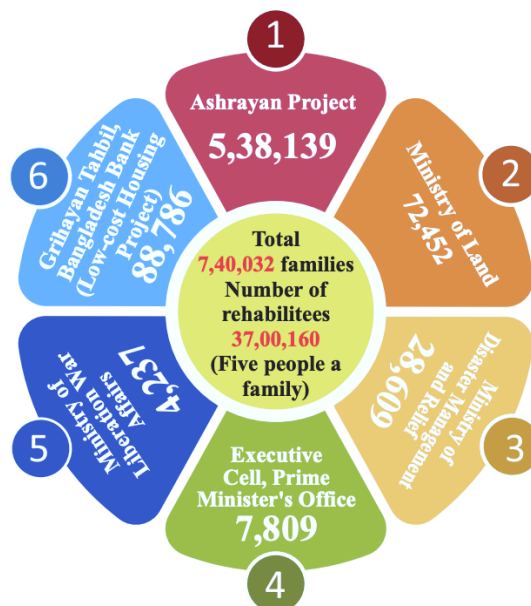 1
Ashrayan Project
5,38,139
2
Ministry of Land
72,452
3
Ministry of
Disaster Management
and Relief
28,609
Executive
Cell, Prime
Minister's Office
7,809
4
5
Ministry of
Liberation War
Affairs
4,237
6
Grihayan Tahbil,
Bangladesh Bank
(Low-cost Housing
Project)
88,786
Total
7,40,032 families
Number of
rehabilitees
37,00,160
(Five people a
family)